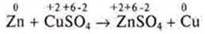 0 +2+6-2 +2+6-2 0
Zn + CuSO₄ → ZnSO₄ + Cu